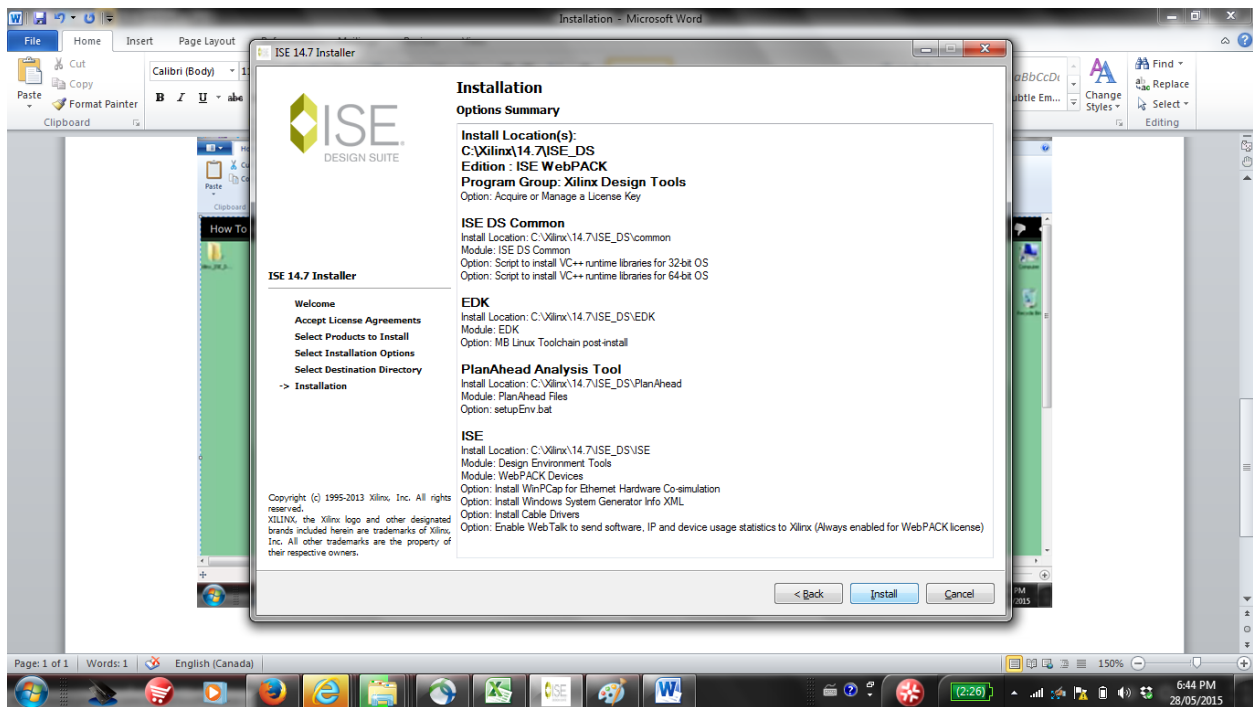 Installation - Microsoft Word
File Home Insert Page Layout
Cut
Copy
Format Painter
Paste
Clipboard
Calibri (Body)
B I U abc
AaBbCcDc
Subtle Em...
Change
Styles
Find
Replace
Select
Editing
Paste
Clipboard
How To
ISE 14.7 Installer
ISE
DESIGN SUITE
ISE 14.7 Installer
Welcome
Accept License Agreements
Select Products to Install
Select Installation Options
Select Destination Directory
-> Installation
Copyright (c) 1995-2013 Xilinx, Inc. All rights
reserved.
XILINX, the Xilinx logo and other designated
brands included herein are trademarks of Xilinx,
Inc. All other trademarks are the property of
their respective owners.
Installation
Options Summary
Install Location(s):
C:\Xilinx\14.7\ISE_DS
Edition : ISE WebPACK
Program Group: Xilinx Design Tools
Option: Acquire or Manage a License Key
ISE DS Common
Install Location: C:\Xilinx\14.7\ISE_DS\common
Module: ISE DS Common
Option: Script to install VC++ runtime libraries for 32-bit OS
Option: Script to install VC++ runtime libraries for 64-bit OS
EDK
Install Location: C:\Xilinx\14.7\ISE_DS\EDK
Module: EDK
Option: MB Linux Toolchain post-install
PlanAhead Analysis Tool
Install Location: C:\Xilinx\14.7\ISE_DS\PlanAhead
Module: PlanAhead Files
Option: setupEnv.bat
ISE
Install Location: C:\Xilinx\14.7\ISE_DS\ISE
Module: Design Environment Tools
Module: WebPACK Devices
Option: Install WinPCap for Ethernet Hardware Co-simulation
Option: Install Windows System Generator Info XML
Option: Install Cable Drivers
Option: Enable WebTalk to send software, IP and device usage statistics to Xilinx (Always enabled for WebPACK license)
< Back Install Cancel
PM
2015
Page: 1 of 1 Words: 1 English (Canada) 150%
(2:26)
6:44 PM
28/05/2015